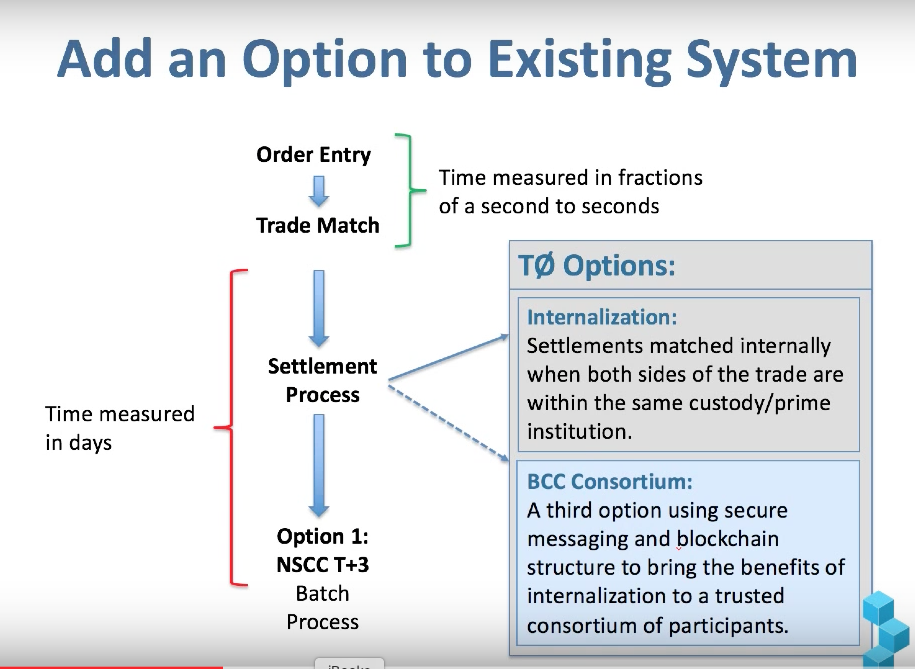 Add an Option to Existing System
Order Entry
Trade Match
Time measured in fractions
of a second to seconds
Time measured
in days
Settlement
Process
Option 1:
NSCC T+3
Batch
Process
TØ Options:
Internalization:
Settlements matched internally
when both sides of the trade are
within the same custody/prime
institution.
BCC Consortium:
A third option using secure
messaging and blockchain
structure to bring the benefits of
internalization to a trusted
consortium of participants.